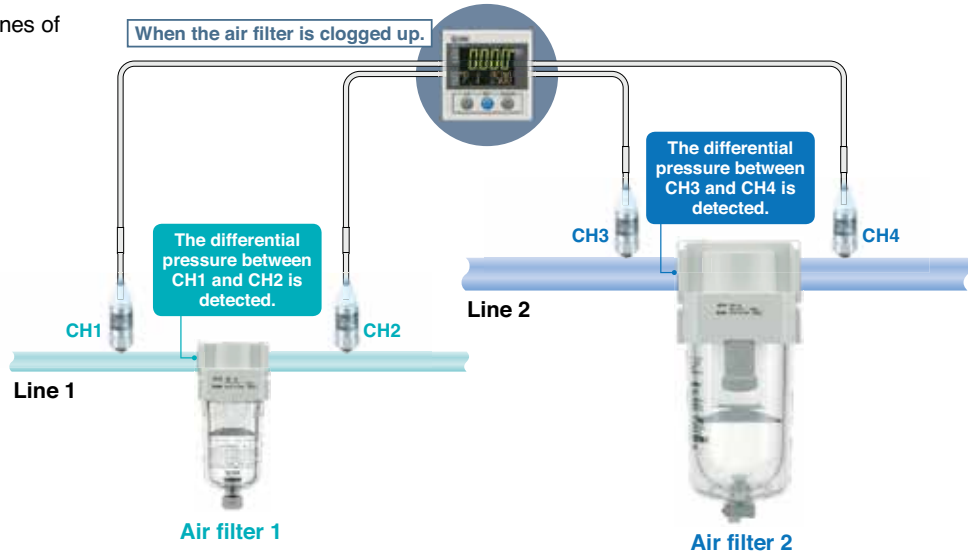 nes of
When the air filter is clogged up.
The differential
pressure between
CH3 and CH4 is
detected.
CH3
CH4
The differential
pressure between
CH1 and CH2 is
detected.
CH1
CH2
Line 2
Line 1
Air filter 1
Air filter 2